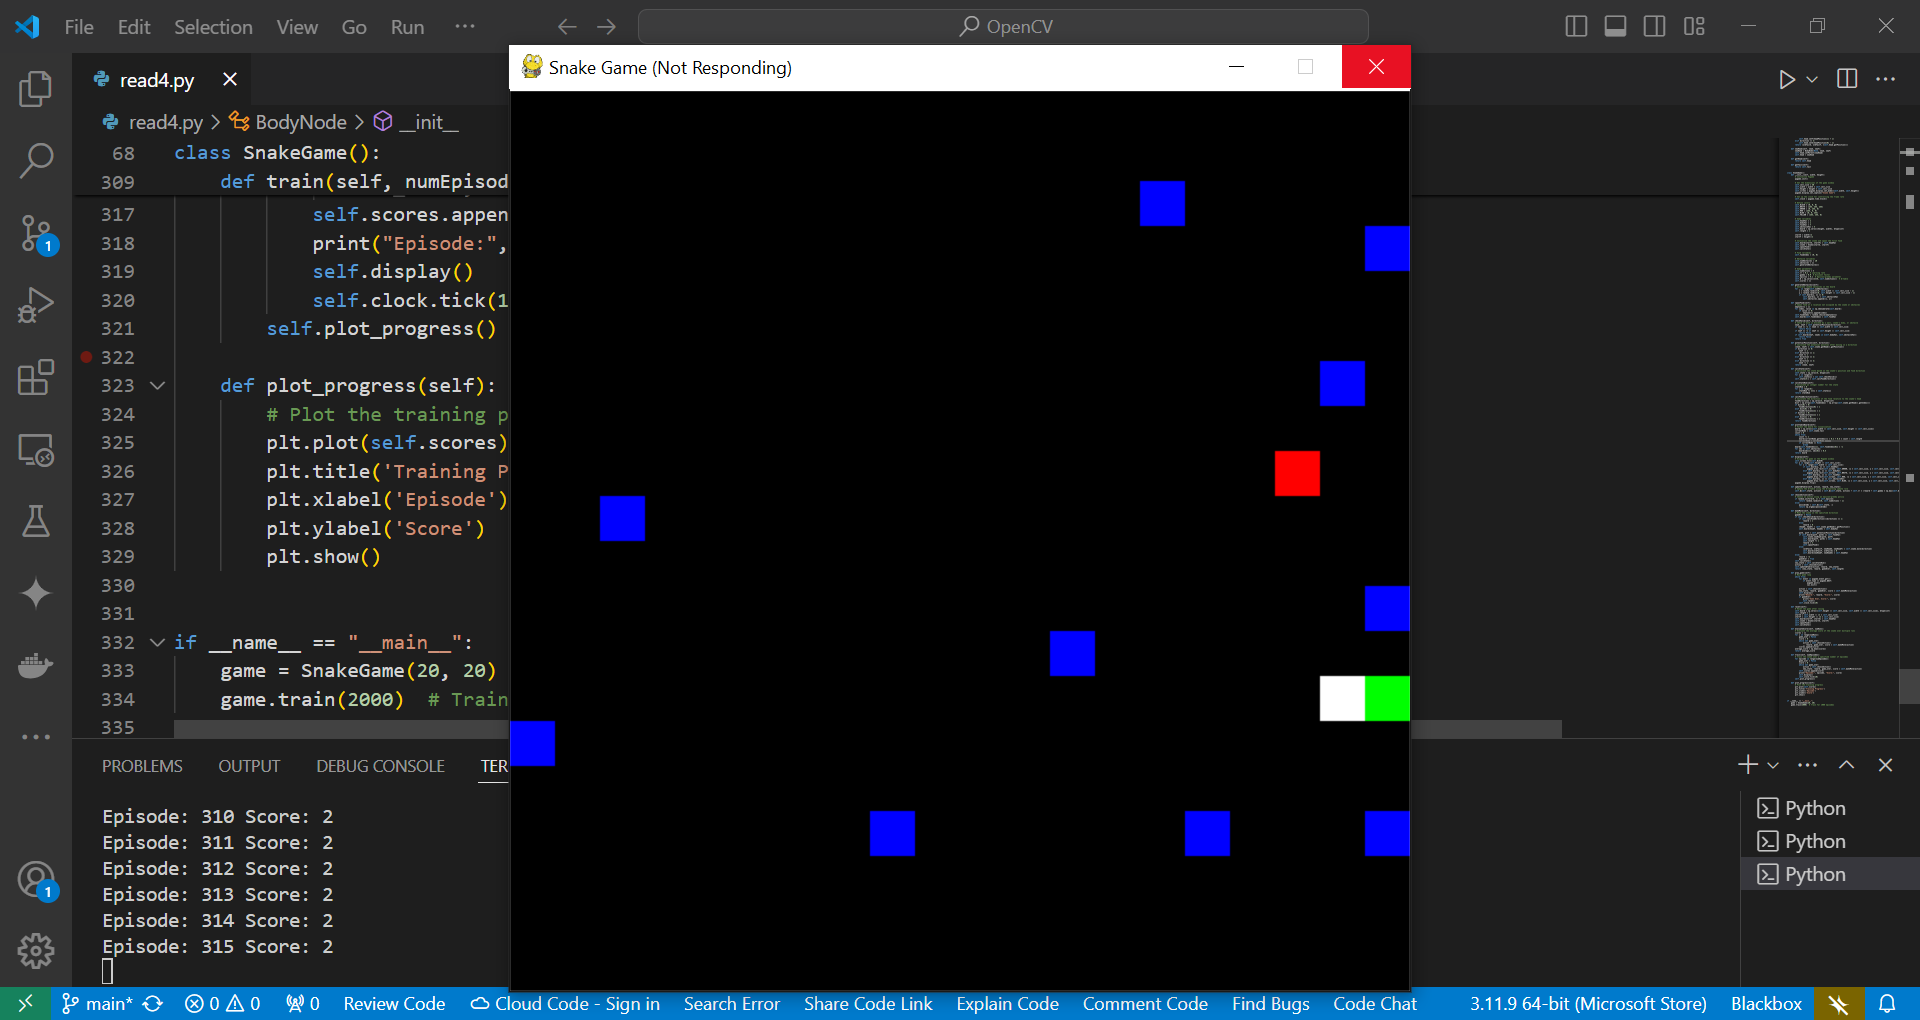 File Edit Selection View Go Run ··· OpenCV
read4.py
Snake Game (Not Responding)
read4.py > BodyNode > __init__
68 class SnakeGame():
309 def train(self, numEpisod
317 self.scores.appen
318 print("Episode:",
319 self.display()
320 self.clock.tick(1
321 self.plot_progress()
322
323 def plot_progress(self):
324 # Plot the training p
325 plt.plot(self.scores)
326 plt.title('Training P
327 plt.xlabel('Episode')
328 plt.ylabel('Score')
329 plt.show()
330
331
332 if __name__ == "__main__":
333 game = SnakeGame(20, 20)
334 game.train(2000) # Train
335
PROBLEMS OUTPUT DEBUG CONSOLE TER
Episode: 310 Score: 2
Episode: 311 Score: 2
Episode: 312 Score: 2
Episode: 313 Score: 2
Episode: 314 Score: 2
Episode: 315 Score: 2
Python
Python
Python
1
1
main* 0 0 0 Review Code Cloud Code - Sign in Search Error Share Code Link Explain Code Comment Code Find Bugs Code Chat 3.11.9 64-bit (Microsoft Store) Blackbox